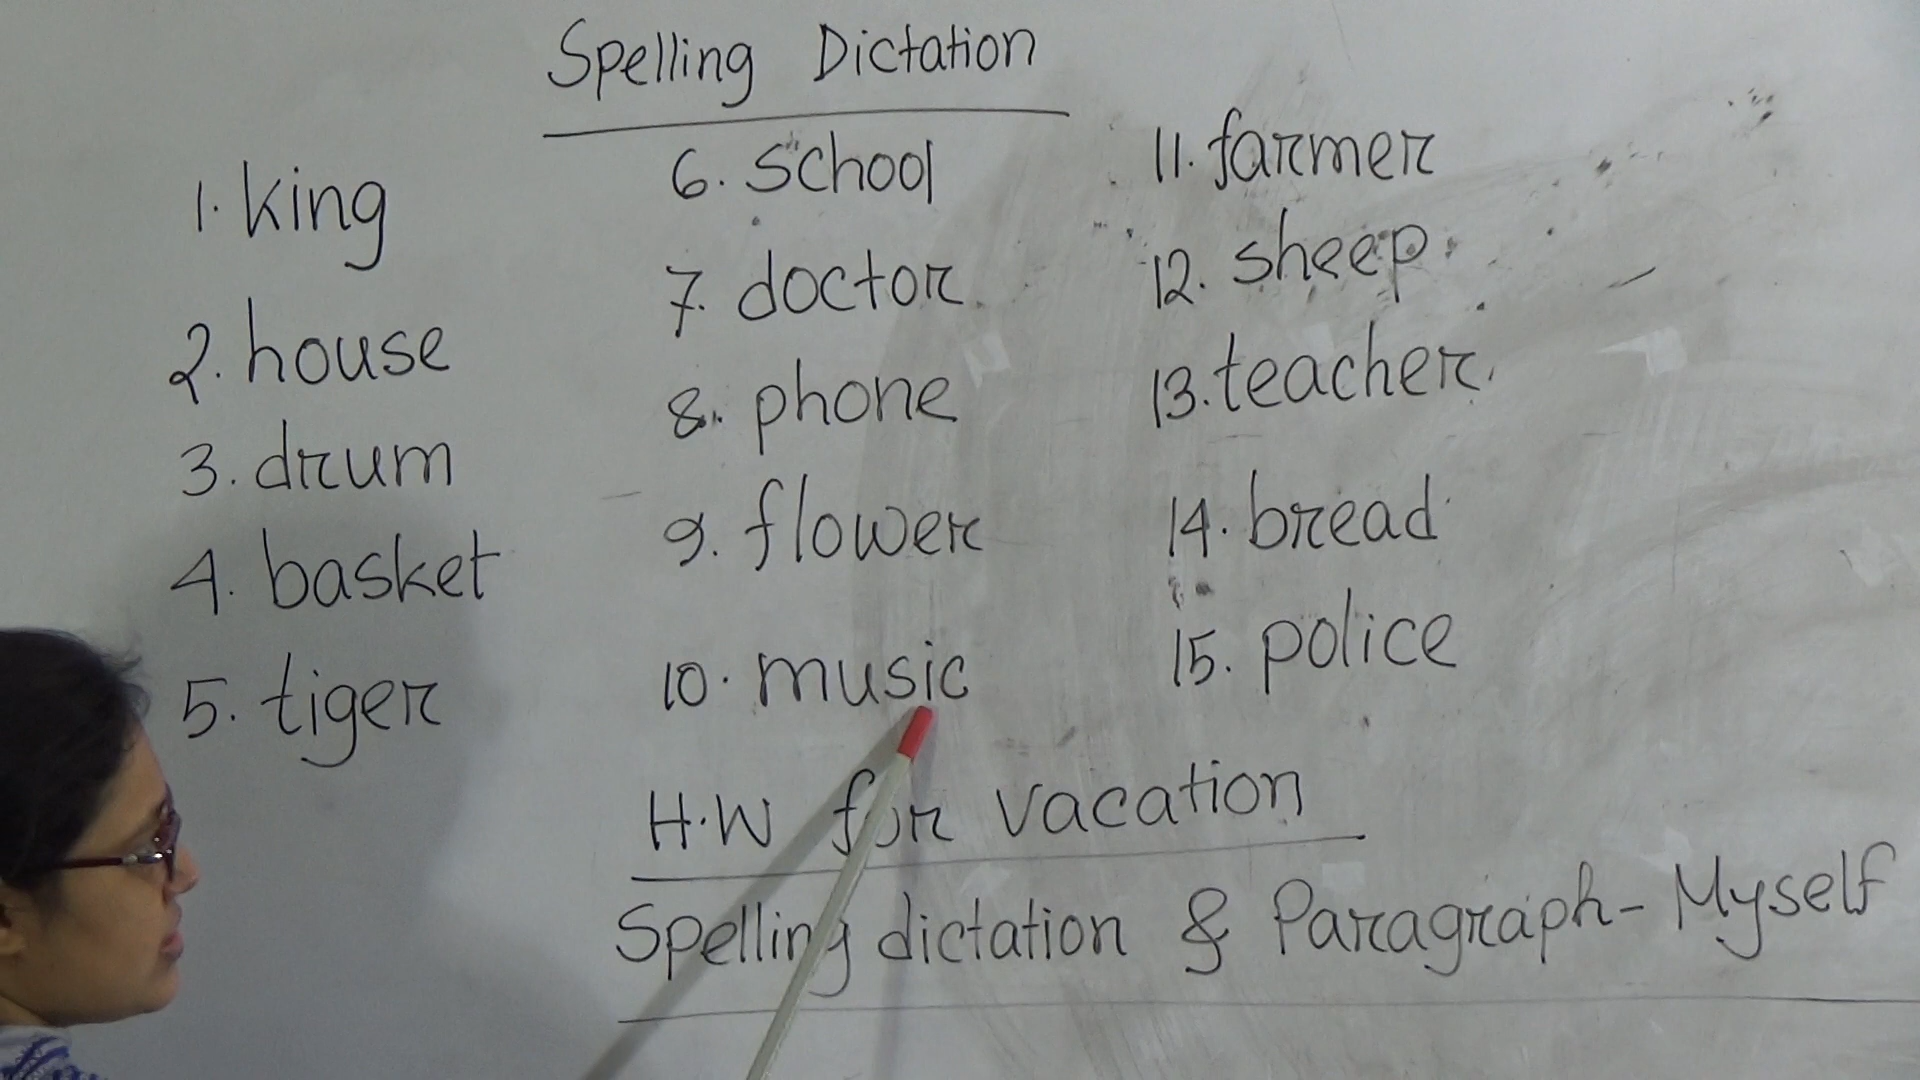 Spelling Dictation
1. king
2. house
3. drum
4. basket
5. tiger
6. school
7. doctor
8. phone
9. flower
10. music
11. farmer
12. sheep
13. teacher
14. bread
15. police
H.W for vacation
Spelling dictation & Paragraph- Myself